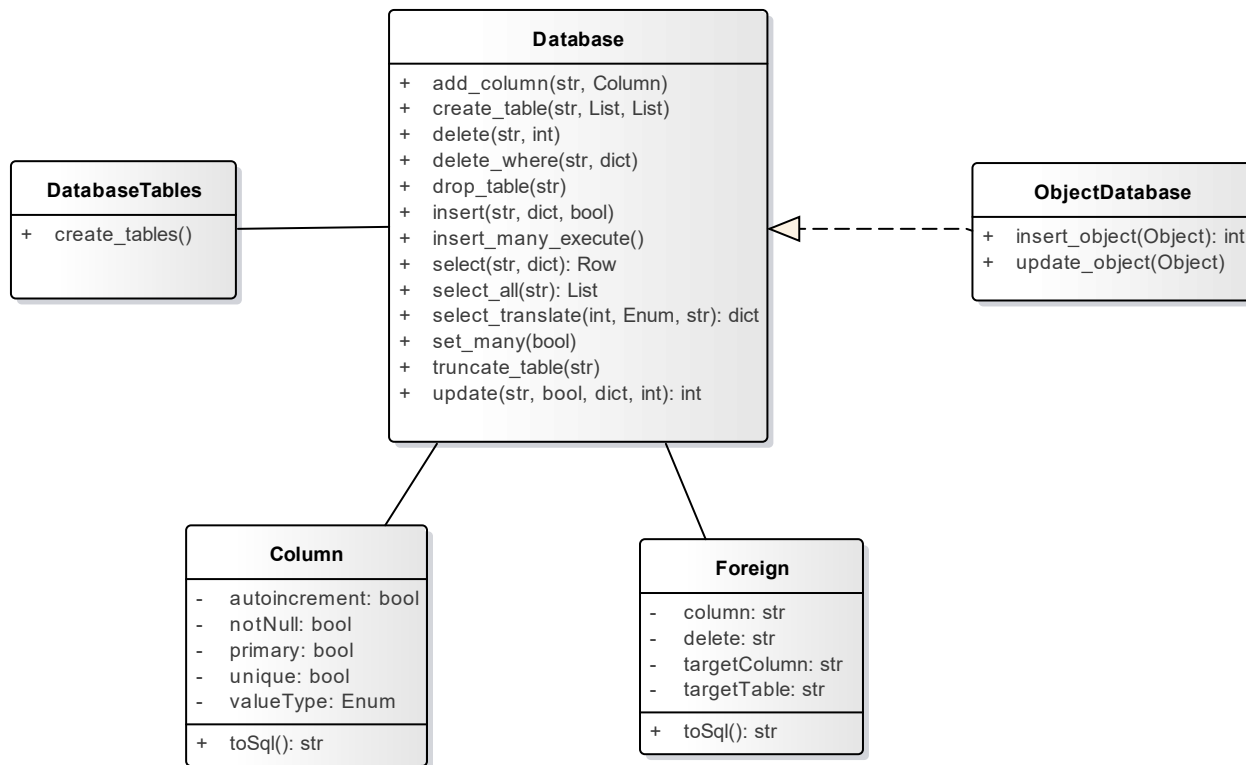 Database
+ add_column(str, Column)
+ create_table(str, List, List)
+ delete(str, int)
+ delete_where(str, dict)
+ drop_table(str)
+ insert(str, dict, bool)
+ insert_many_execute()
+ select(str, dict): Row
+ select_all(str): List
+ select_translate(int, Enum, str): dict
+ set_many(bool)
+ truncate_table(str)
+ update(str, bool, dict, int): int
DatabaseTables
+ create_tables()
ObjectDatabase
+ insert_object(Object): int
+ update_object(Object)
Column
- autoincrement: bool
- notNull: bool
- primary: bool
- unique: bool
- valueType: Enum
+ toSql(): str
Foreign
- column: str
- delete: str
- targetColumn: str
- targetTable: str
+ toSql(): str